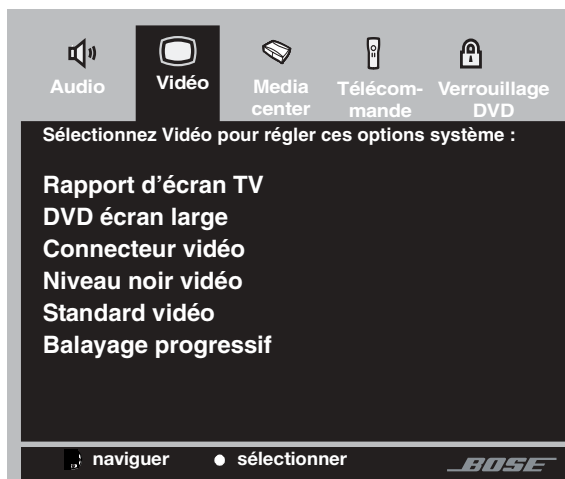 Audio
Vidéo
Media
center
Télécom-
mande
Verrouillage
DVD
Sélectionnez Vidéo pour régler ces options système :
Rapport d’écran TV
DVD écran large
Connecteur vidéo
Niveau noir vidéo
Standard vidéo
Balayage progressif
naviguer ● sélectionner
BOSE